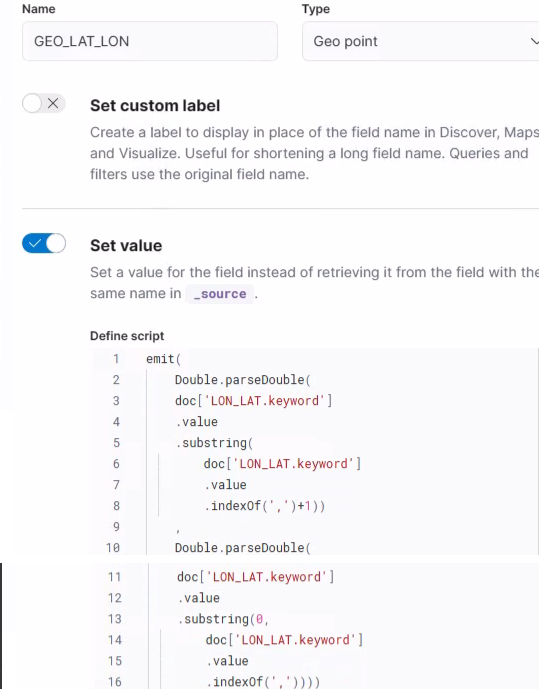 Name
Type
GEO_LAT_LON
Geo point
Set custom label
Create a label to display in place of the field name in Discover, Maps
and Visualize. Useful for shortening a long field name. Queries and
filters use the original field name.
Set value
Set a value for the field instead of retrieving it from the field with the
same name in _source .
Define script
1 emit(
2 Double.parseDouble(
3 doc['LON_LAT.keyword']
4 .value
5 .substring(
6 doc['LON_LAT.keyword']
7 .value
8 .indexOf(',')+1))
9 ,
10 Double.parseDouble(
11 doc['LON_LAT.keyword']
12 .value
13 .substring(0,
14 doc['LON_LAT.keyword']
15 .value
16 .indexOf(','))))